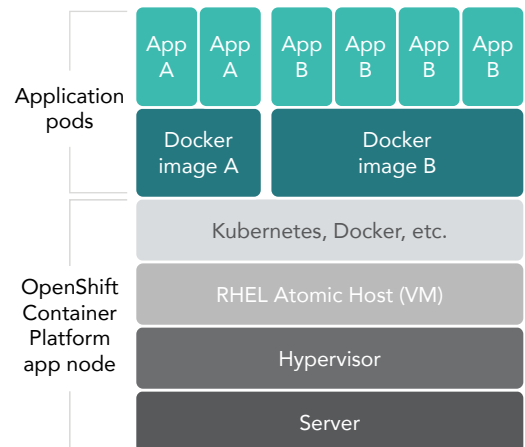 App
A
App
A
App
B
App
B
App
B
App
B
Application
pods
Docker
image A
Docker
image B
OpenShift
Container
Platform
app node
Kubernetes, Docker, etc.
RHEL Atomic Host (VM)
Hypervisor
Server